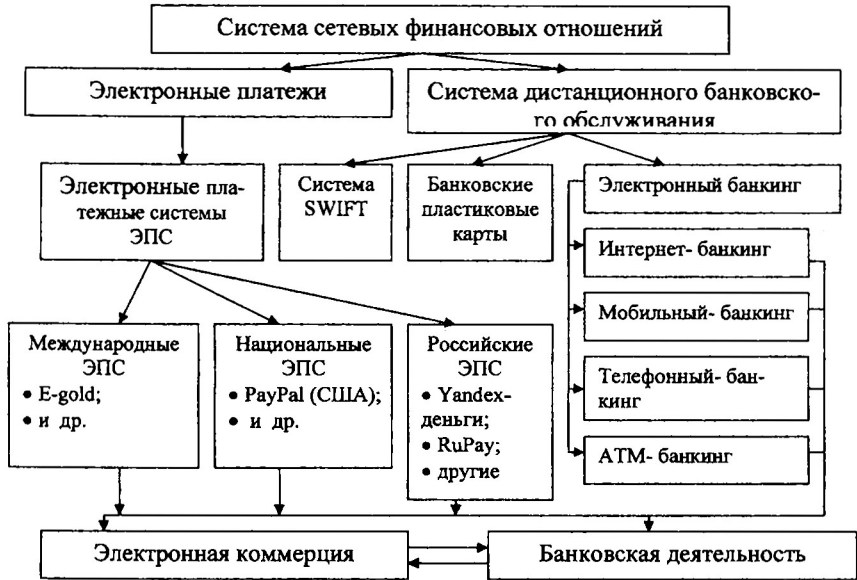 Система сетевых финансовых отношений
Электронные платежи
Система дистанционного банковско-
го обслуживания
Электронные пла-
тежные системы
ЭПС
Система
SWIFT
Банковские
пластиковые
карты
Электронный банкинг
Интернет- банкинг
Мобильный- банкинг
Телефонный- бан-
кинг
АТМ- банкинг
Международные
ЭПС
• E-gold;
• и др.
Национальные
ЭПС
• PayPal (США);
• и др.
Российские
ЭПС
• Yandex-
деньги;
• RuPay;
• другие
Электронная коммерция
Банковская деятельность